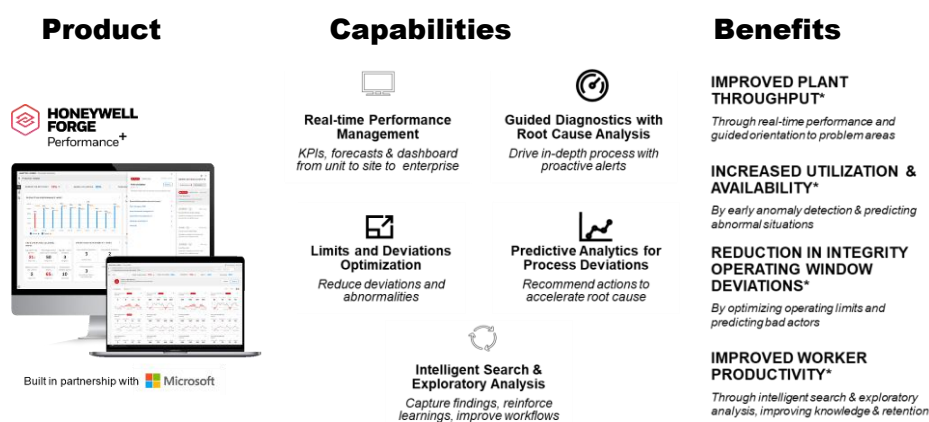 Product
Capabilities
Benefits
HONEYWELL
FORGE
Performance+
Built in partnership with Microsoft
Real-time Performance
Management
KPIs, forecasts & dashboard
from unit to site to enterprise
Guided Diagnostics with
Root Cause Analysis
Drive in-depth process with
proactive alerts
Limits and Deviations
Optimization
Reduce deviations and
abnormalities
Predictive Analytics for
Process Deviations
Recommend actions to
accelerate root cause
Intelligent Search &
Exploratory Analysis
Capture findings, reinforce
learnings, improve workflows
IMPROVED PLANT
THROUGHPUT*
Through real-time performance and
guided orientation to problem areas
INCREASED UTILIZATION &
AVAILABILITY*
By early anomaly detection & predicting
abnormal situations
REDUCTION IN INTEGRITY
OPERATING WINDOW
DEVIATIONS*
By optimizing operating limits and
predicting bad actors
IMPROVED WORKER
PRODUCTIVITY*
Through intelligent search & exploratory
analysis, improving knowledge & retention